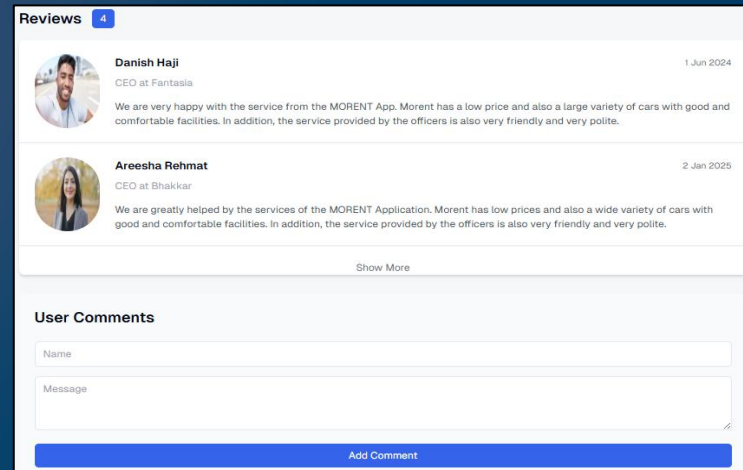 Reviews 4
Danish Haji 1 Jun 2024
CEO at Fantasia
We are very happy with the service from the MORENT App. Morent has a low price and also a large variety of cars with good and
comfortable facilities. In addition, the service provided by the officers is also very friendly and very polite.
Areesha Rehmat 2 Jan 2025
CEO at Bhakkar
We are greatly helped by the services of the MORENT Application. Morent has low prices and also a wide variety of cars with
good and comfortable facilities. In addition, the service provided by the officers is also very friendly and very polite.
Show More
User Comments
Name
Message
Add Comment